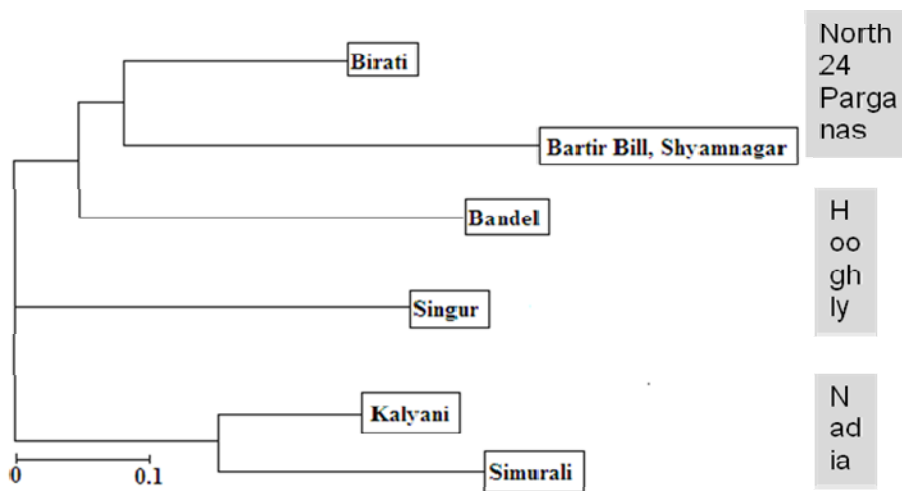 Birati
Bartir Bill, Shyamnagar
Bandel
Singur
Kalyani
Simurali
0 0.1
North
24
Parga
nas
H
oo
gh
ly
N
ad
ia